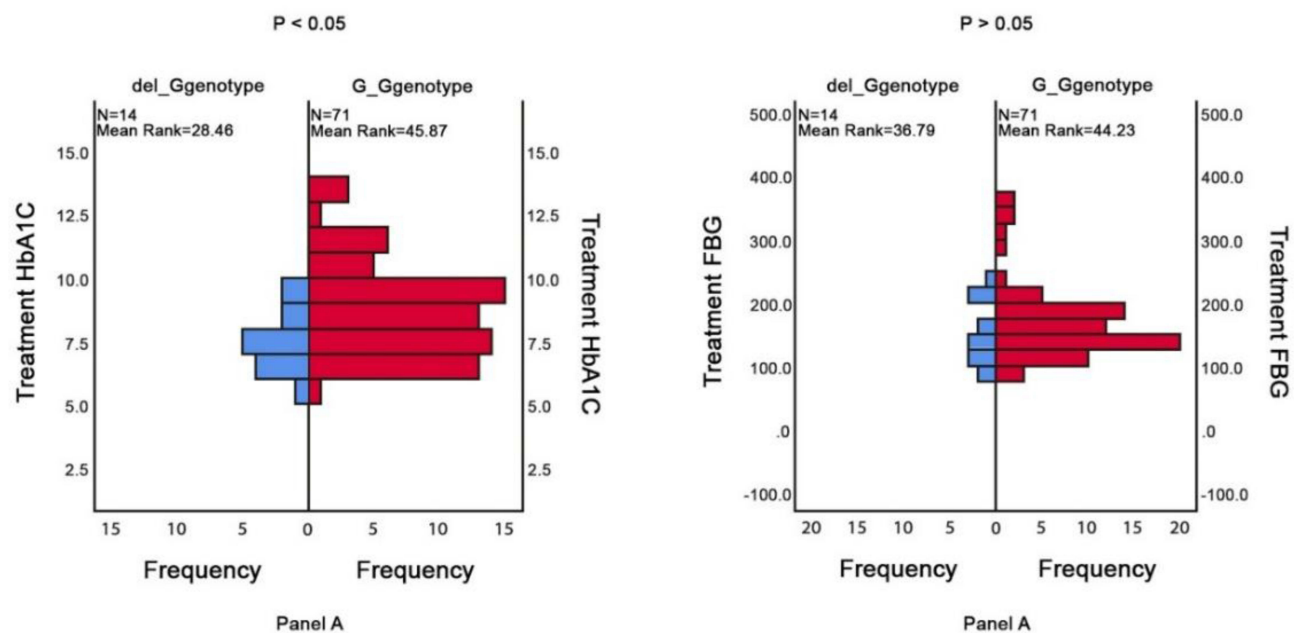 P < 0.05
del_Ggenotype
G_Ggenotype
N=14
Mean Rank=28.46
N=71
Mean Rank=45.87
Treatment HbA1C
15.0
12.5
10.0
7.5
5.0
2.5
15.0
12.5
10.0
7.5
5.0
2.5
Treatment HbA1C
15 10 5 0 5 10 15
Frequency
Frequency
Panel A
P > 0.05
del_Ggenotype
G_Ggenotype
N=14
Mean Rank=36.79
N=71
Mean Rank=44.23
Treatment FBG
500.0
400.0
300.0
200.0
100.0
.0
-100.0
500.0
400.0
300.0
200.0
100.0
.0
-100.0
Treatment FBG
20 15 10 5 0 5 10 15 20
Frequency
Frequency
Panel A